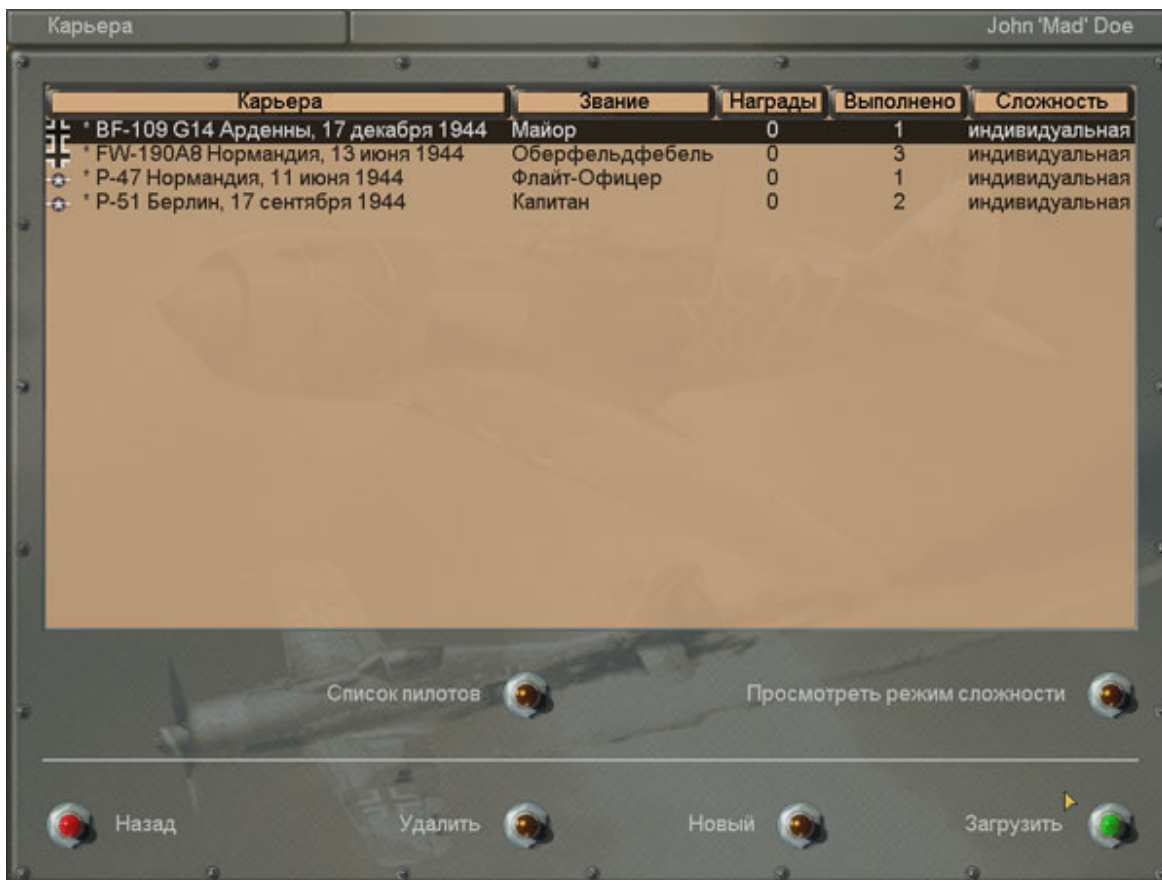 Карьера John 'Mad' Doe
Карьера Звание Награды Выполнено Сложность
* BF-109 G14 Арденны, 17 декабря 1944 Майор 0 1 индивидуальная
* FW-190A8 Нормандия, 13 июня 1944 Оберфельдфебель 0 3 индивидуальная
* P-47 Нормандия, 11 июня 1944 Флайт-Офицер 0 1 индивидуальная
* P-51 Берлин, 17 сентября 1944 Капитан 0 2 индивидуальная
27
Список пилотов Просмотреть режим сложности
Назад Удалить Новый Загрузить